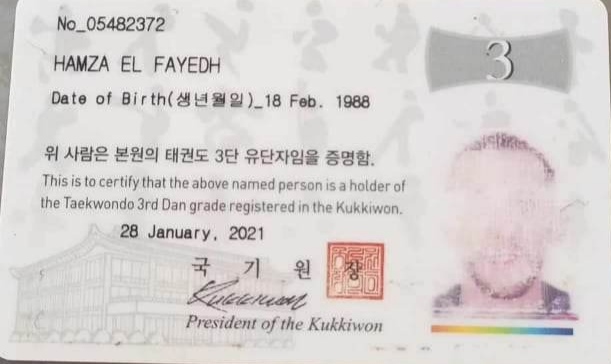 No_05482372
3
HAMZA EL FAYEDH
Date of Birth(생년월일)_18 Feb. 1988
위 사람은 본원의 태권도 3단 유단자임을 증명함.
This is to certify that the above named person is a holder of
the Taekwondo 3rd Dan grade registered in the Kukkiwon.
28 January, 2021
국 기 원 장
Kukkiwon
President of the Kukkiwon